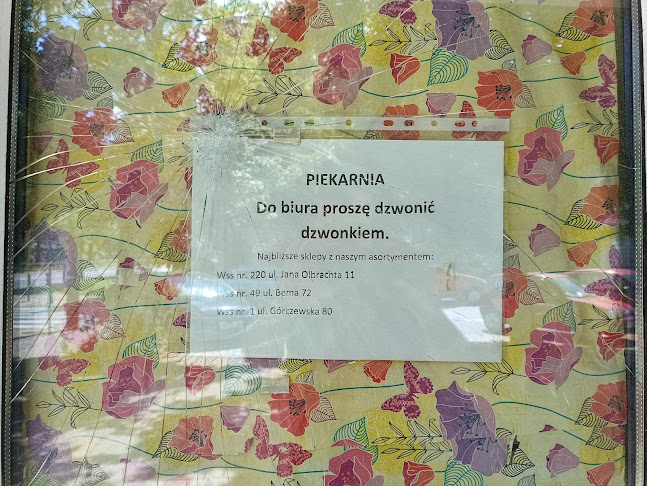 PIEKARNIA
Do biura proszę dzwonić
dzwonkiem.
Najbliższe sklepy z naszym asortymentem:
Wss nr. 220 ul. Jana Olbrachta 11
Wss nr. 49 ul. Bema 72
Wss nr. 1 ul. Górczewska 80